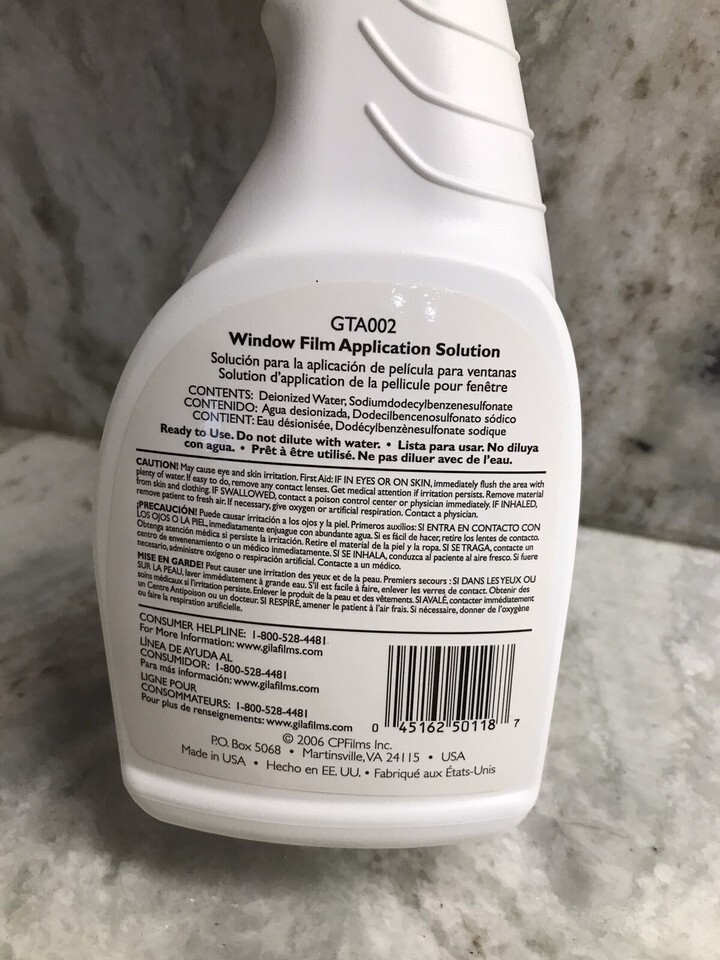 GTA002
Window Film Application Solution
Solución para la aplicación de película para ventanas
Solution d'application de la pellicule pour fenêtre
CONTENTS: Deionized Water, Sodiumdodecylbenzenesulfonate
CONTENIDO: Agua desionizada, Dodecilbencenosulfonato sódico
CONTIENT: Eau désionisée, Dodécylbenzènesulfonate sodique
Ready to Use. Do not dilute with water. • Lista para usar. No diluya
con agua. • Prêt à être utilisé. Ne pas diluer avec de l'eau.
CAUTION! May cause eye and skin irritation. First Aid: IF IN EYES OR ON SKIN, immediately flush the area with
plenty of water. If easy to do, remove any contact lenses. Get medical attention if irritation persists. Remove material
from skin and clothing. IF SWALLOWED, contact a poison control center or physician immediately. IF INHALED,
remove patient to fresh air. If necessary, give oxygen or artificial respiration. Contact a physician.
¡PRECAUCIÓN! Puede causar irritación a los ojos y la piel. Primeros auxilios: SI ENTRA EN CONTACTO CON
LOS OJOS O LA PIEL, inmediatamente enjuague con abundante agua. Si es fácil de hacer, retire los lentes de contacto.
Obtenga atención médica si persiste la irritación. Retire el material de la piel y la ropa. SI SE TRAGA, contacte un
centro de envenenamiento o un médico inmediatamente. SI SE INHALA, conduzca al paciente al aire fresco. Si fuere
necesario, administre oxígeno o respiración artificial. Contacte a un médico.
MISE EN GARDE! Peut causer une irritation des yeux et de la peau. Premiers secours : SI DANS LES YEUX OU
SUR LA PEAU, laver immédiatement à grande eau. S'il est facile à faire, enlever les verres de contact. Obtenir des
soins médicaux si l'irritation persiste. Enlever le produit de la peau et des vêtements. SI AVALÉ, contacter immédiatement
un Centre Antipoison ou un docteur. SI RESPIRÉ, amener le patient à l'air frais. Si nécessaire, donner de l'oxygène
ou faire la respiration artificielle.
CONSUMER HELPLINE: 1-800-528-4481
For More Information: www.gilafilms.com
LÍNEA DE AYUDA AL
CONSUMIDOR: 1-800-528-4481
Para más información: www.gilafilms.com
LIGNE POUR
CONSOMMATEURS: 1-800-528-4481
Pour plus de renseignements: www.gilafilms.com
0 45162 50118 7
© 2006 CPFilms Inc.
P.O. Box 5068 • Martinsville, VA 24115 • USA
Made in USA • Hecho en EE. UU. • Fabriqué aux États-Unis